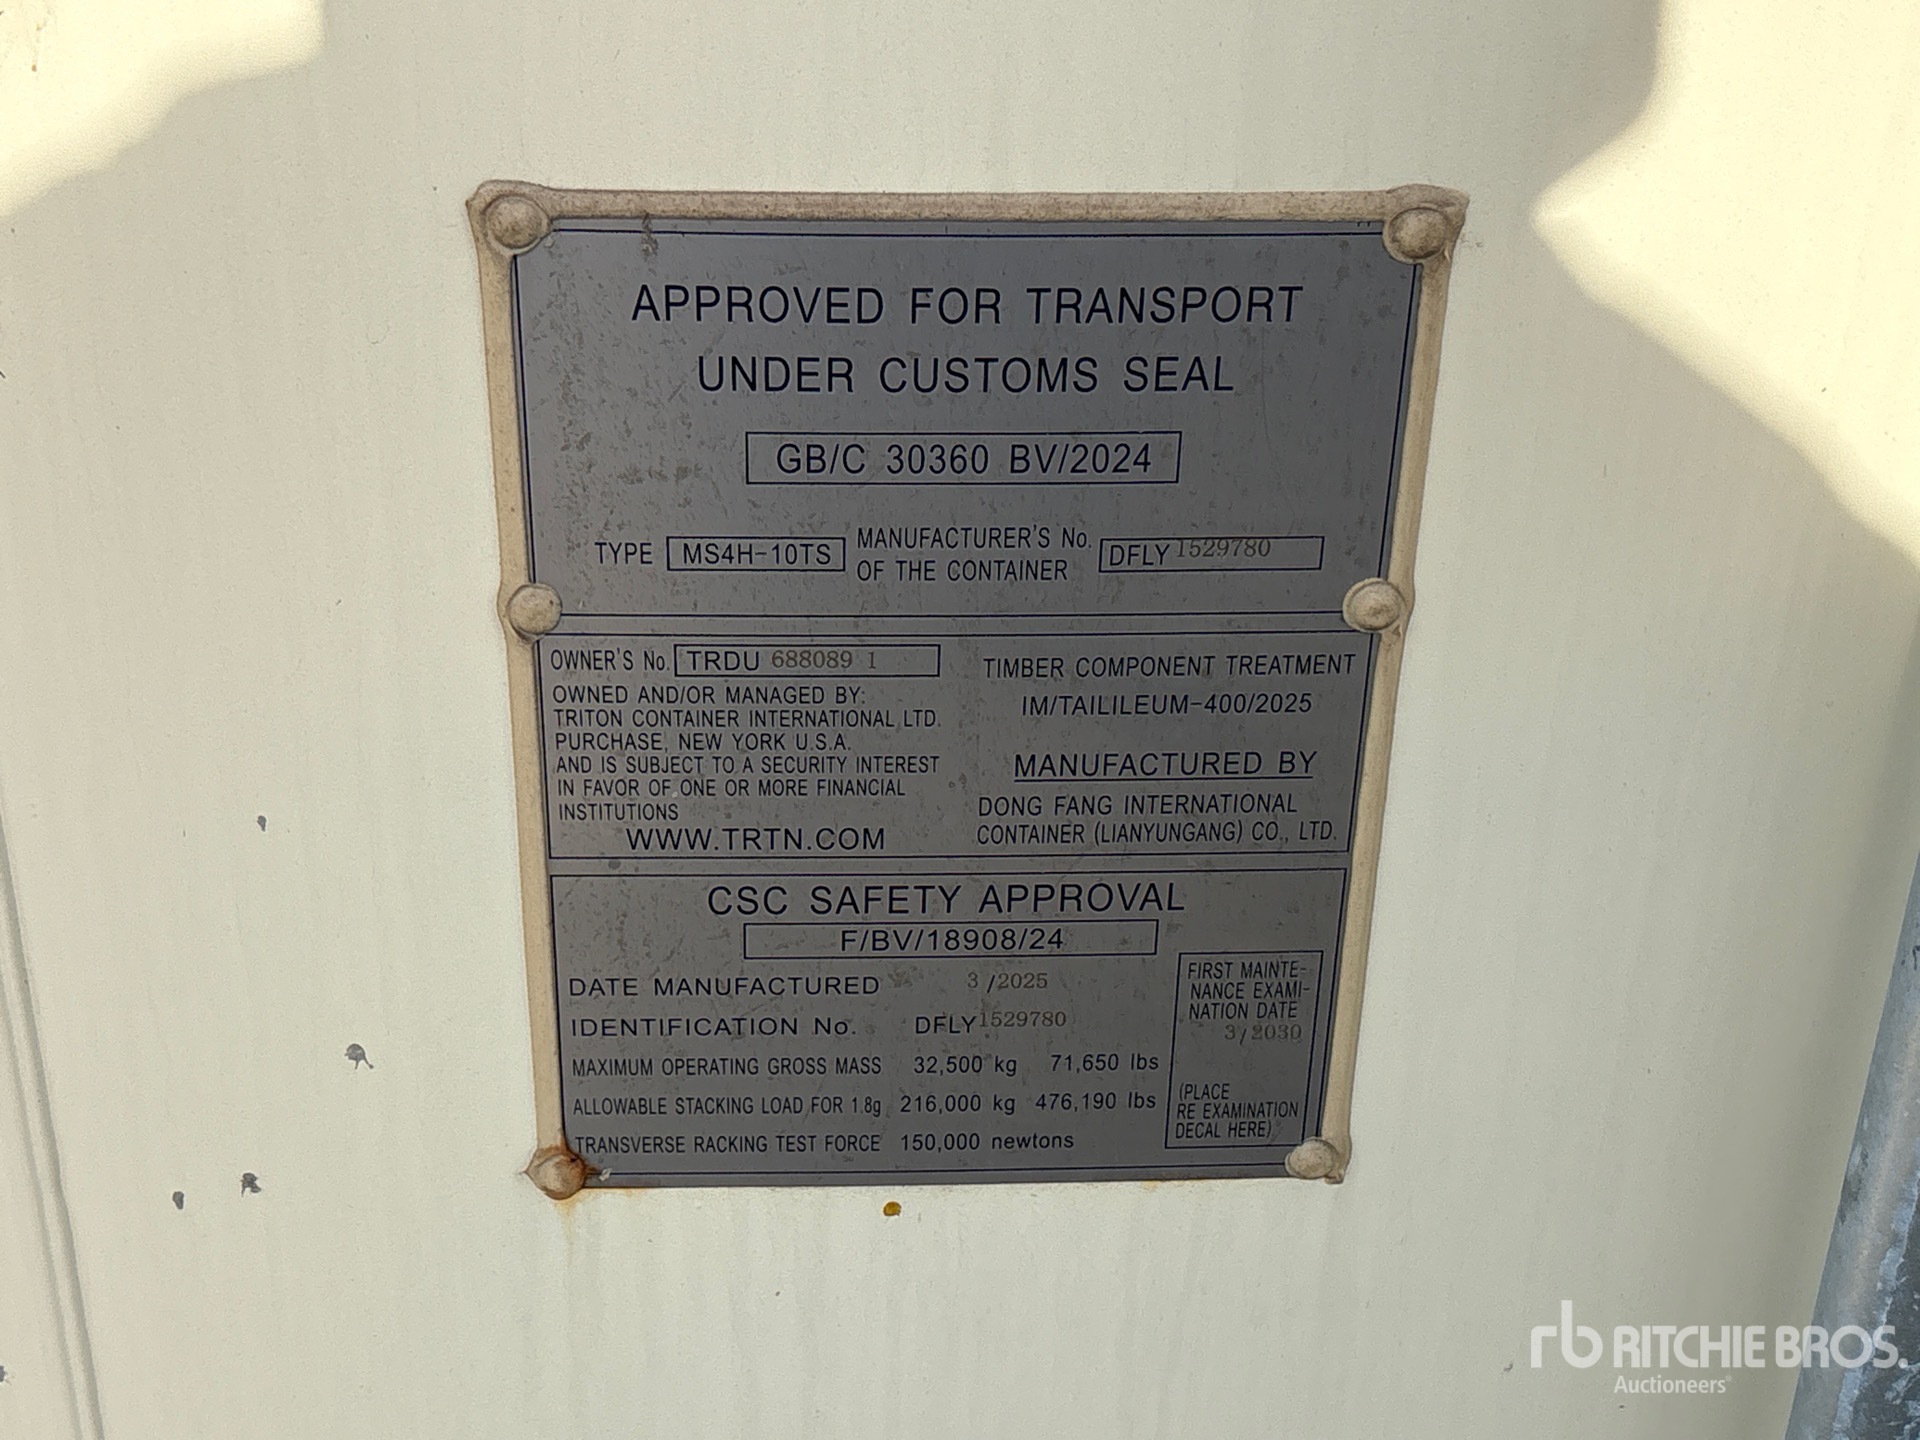 APPROVED FOR TRANSPORT
UNDER CUSTOMS SEAL
GB/C 30360 BV/2024
TYPE MS4H-10TS MANUFACTURER'S No. OF THE CONTAINER DFLY 1529780
OWNER'S No. TRDU 688089 1
OWNED AND/OR MANAGED BY:
TRITON CONTAINER INTERNATIONAL LTD.
PURCHASE, NEW YORK U.S.A.
AND IS SUBJECT TO A SECURITY INTEREST
IN FAVOR OF ONE OR MORE FINANCIAL
INSTITUTIONS
WWW.TRTN.COM
TIMBER COMPONENT TREATMENT
IM/TAILILEUM-400/2025
MANUFACTURED BY
DONG FANG INTERNATIONAL
CONTAINER (LIANYUNGANG) CO., LTD.
CSC SAFETY APPROVAL
F/BV/18908/24
DATE MANUFACTURED 3 /2025
IDENTIFICATION No. DFLY 1529780
MAXIMUM OPERATING GROSS MASS 32,500 kg 71,650 lbs
ALLOWABLE STACKING LOAD FOR 1.8g 216,000 kg 476,190 lbs
TRANSVERSE RACKING TEST FORCE 150,000 newtons
FIRST MAINTE-
NANCE EXAMI-
NATION DATE
3/2030
(PLACE
RE EXAMINATION
DECAL HERE)
rb RITCHIE BROS.
Auctioneers